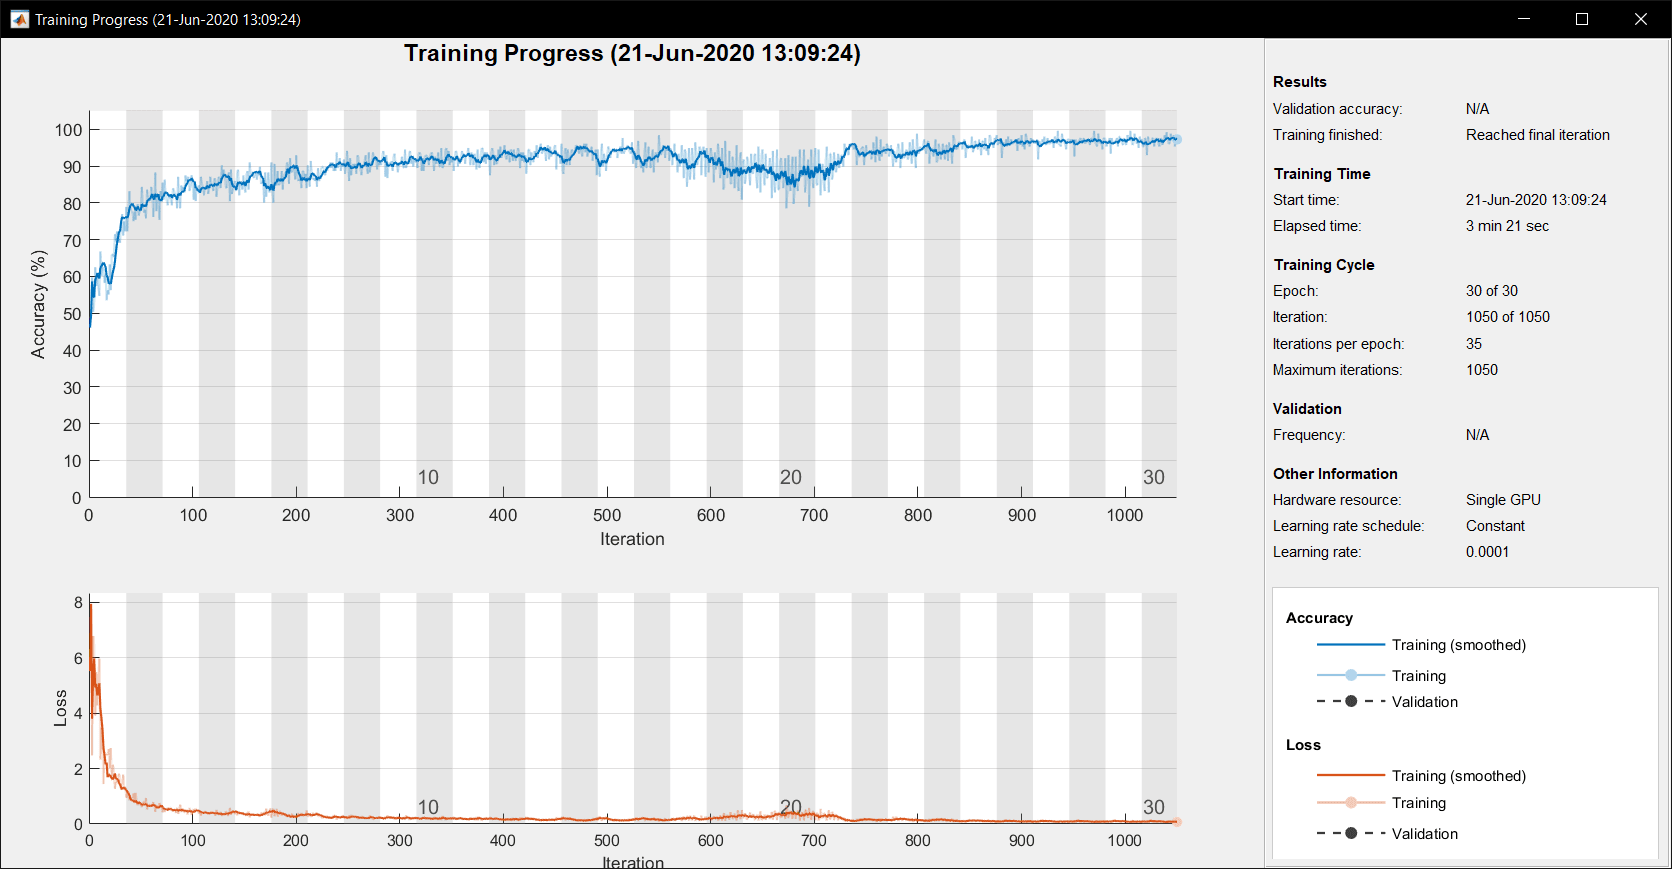 Training Progress (21-Jun-2020 13:09:24)
Training Progress (21-Jun-2020 13:09:24)
100
90
80
70
60
50
40
30
20
10
0
Accuracy (%)
10
20
30
0 100 200 300 400 500 600 700 800 900 1000
Iteration
8
6
4
2
0
Loss
10
20
30
0 100 200 300 400 500 600 700 800 900 1000
Iteration
Results
Validation accuracy: N/A
Training finished: Reached final iteration
Training Time
Start time: 21-Jun-2020 13:09:24
Elapsed time: 3 min 21 sec
Training Cycle
Epoch: 30 of 30
Iteration: 1050 of 1050
Iterations per epoch: 35
Maximum iterations: 1050
Validation
Frequency: N/A
Other Information
Hardware resource: Single GPU
Learning rate schedule: Constant
Learning rate: 0.0001
Accuracy
Training (smoothed)
Training
Validation
Loss
Training (smoothed)
Training
Validation